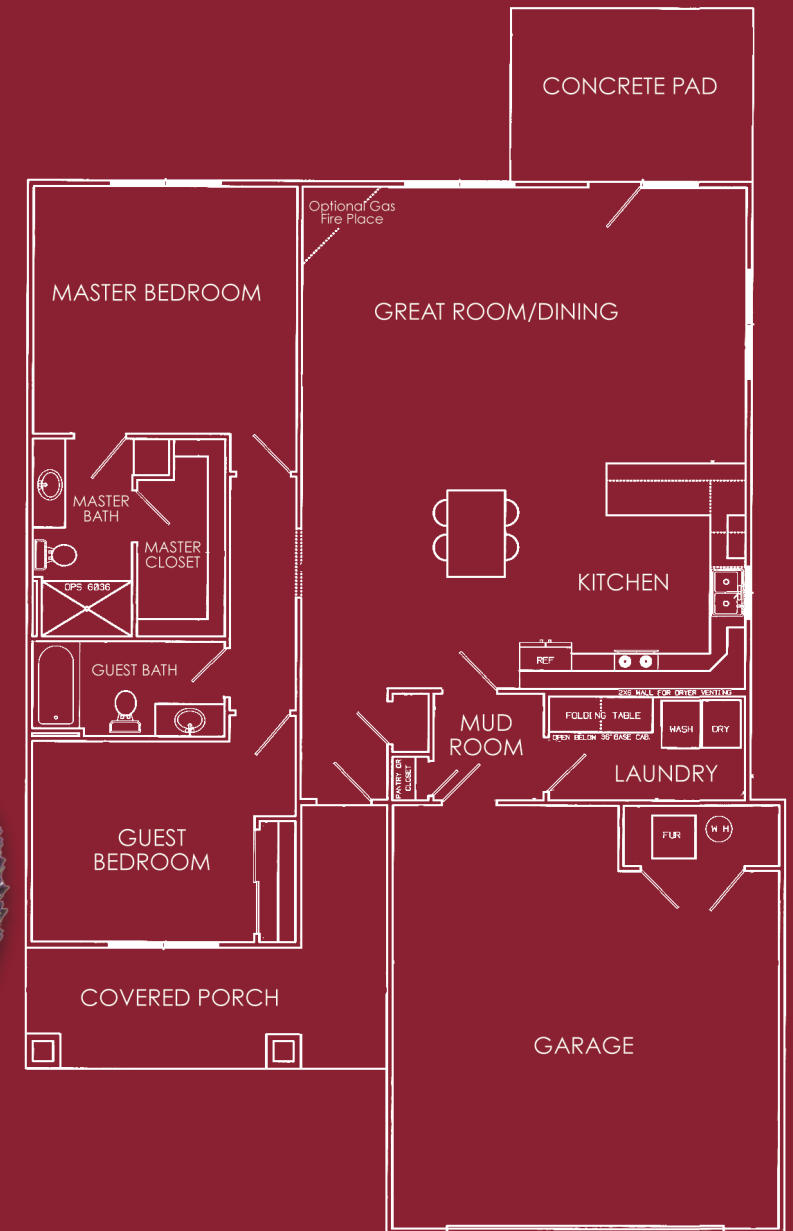 CONCRETE PAD
Optional Gas
Fire Place
MASTER BEDROOM
GREAT ROOM/DINING
MASTER
BATH
MASTER
CLOSET
OPS 6036
KITCHEN
GUEST BATH
REF
2X6 WALL FOR DRYER VENTING
FOLDING TABLE
WASH
DRY
OPEN BELOW 36" BASE CAB.
MUD
ROOM
PANTRY OR
CLOSET
LAUNDRY
GUEST
BEDROOM
FUR
W H
COVERED PORCH
GARAGE